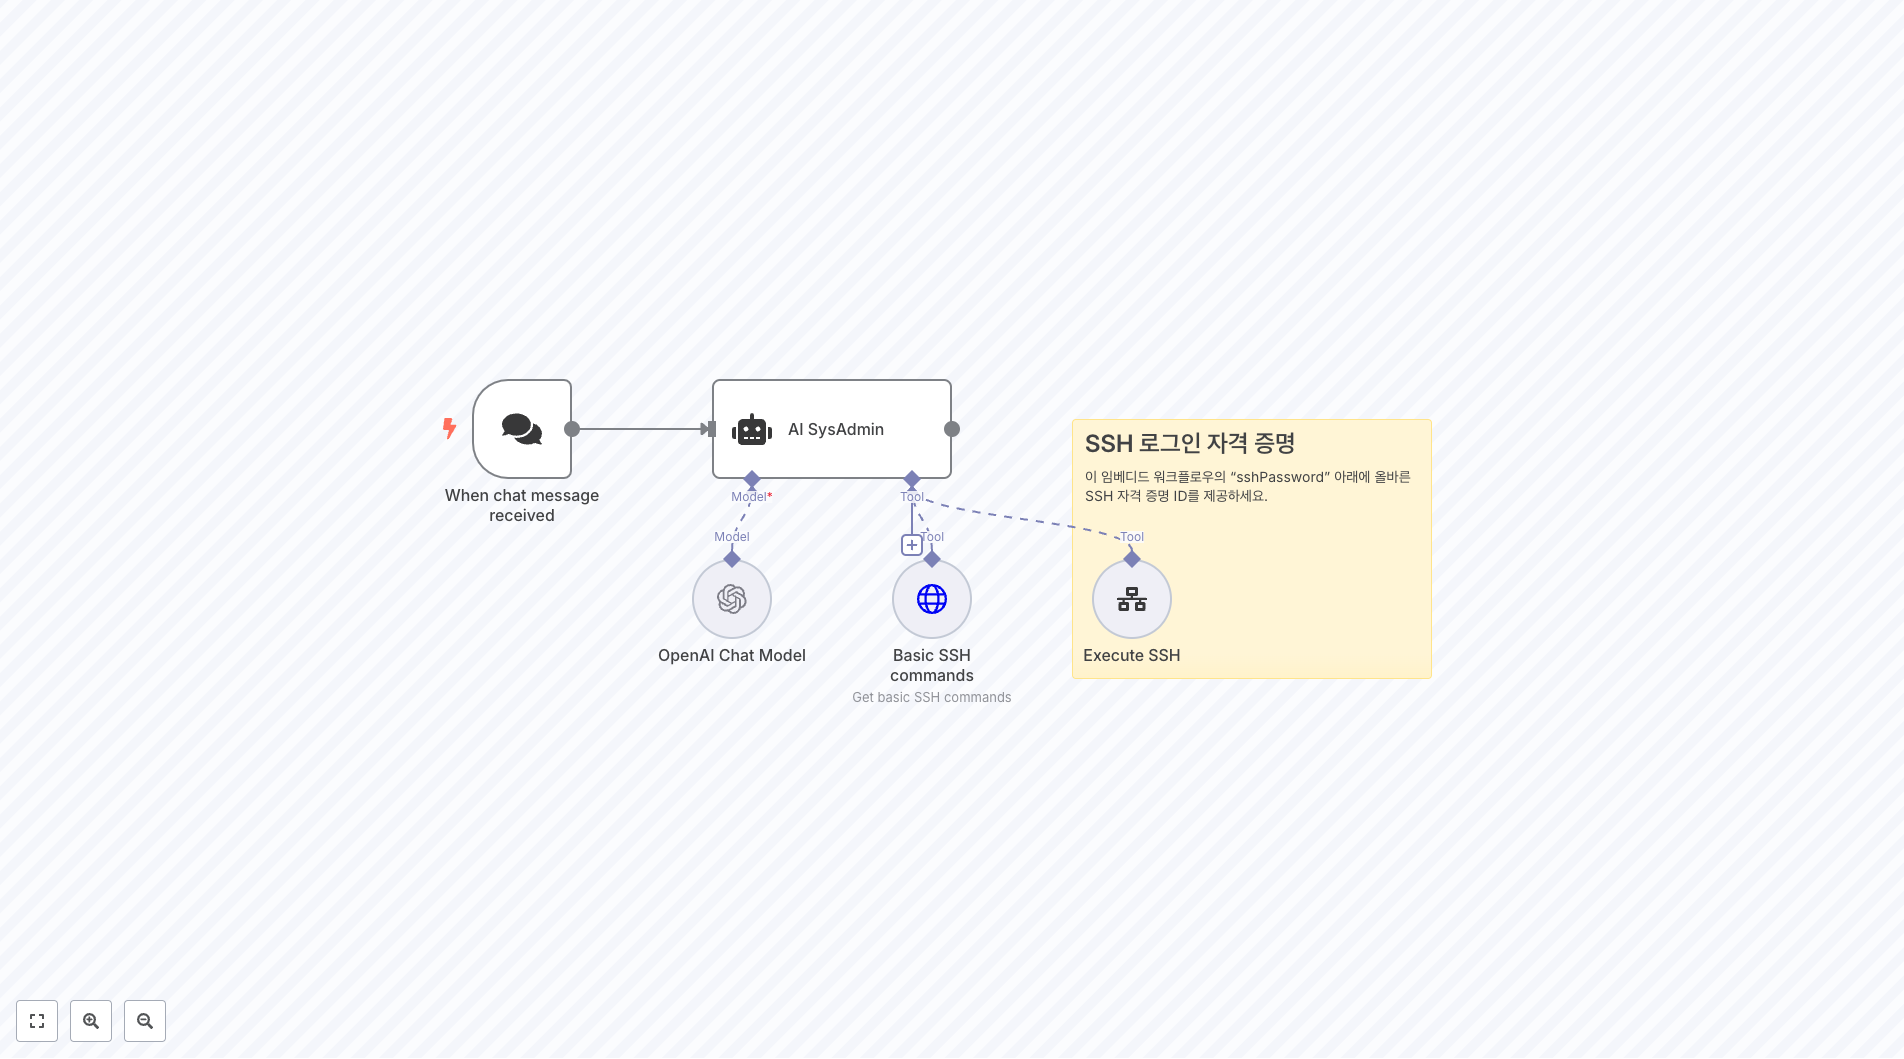 AI SysAdmin
When chat message
received
Model*
Tool
Model
Tool
Tool
SSH 로그인 자격 증명
이 임베디드 워크플로우의 “sshPassword” 아래에 올바른
SSH 자격 증명 ID를 제공하세요.
OpenAI Chat Model
Basic SSH
commands
Get basic SSH commands
Execute SSH